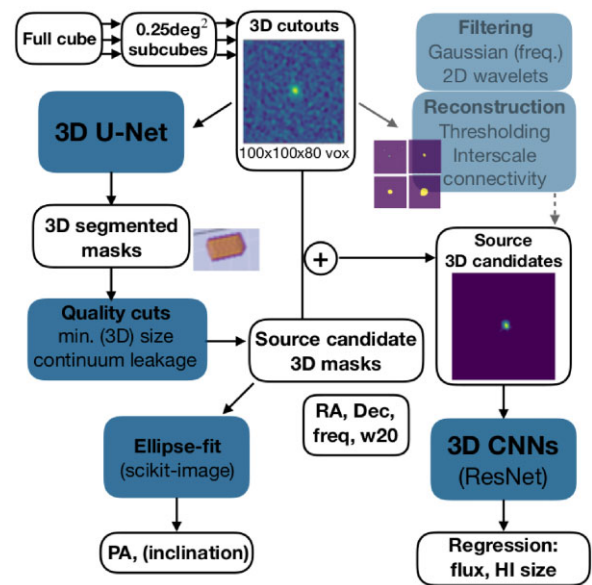 Full cube
0.25deg²
subcubes
3D cutouts
100x100x80 vox
Filtering
Gaussian (freq.)
2D wavelets
Reconstruction
Thresholding
Interscale
connectivity
3D U-Net
3D segmented
masks
Quality cuts
min. (3D) size
continuum leakage
Source candidate
3D masks
+
Source
3D candidates
RA, Dec,
freq, w20
Ellipse-fit
(scikit-image)
3D CNNs
(ResNet)
PA, (inclination)
Regression:
flux, HI size